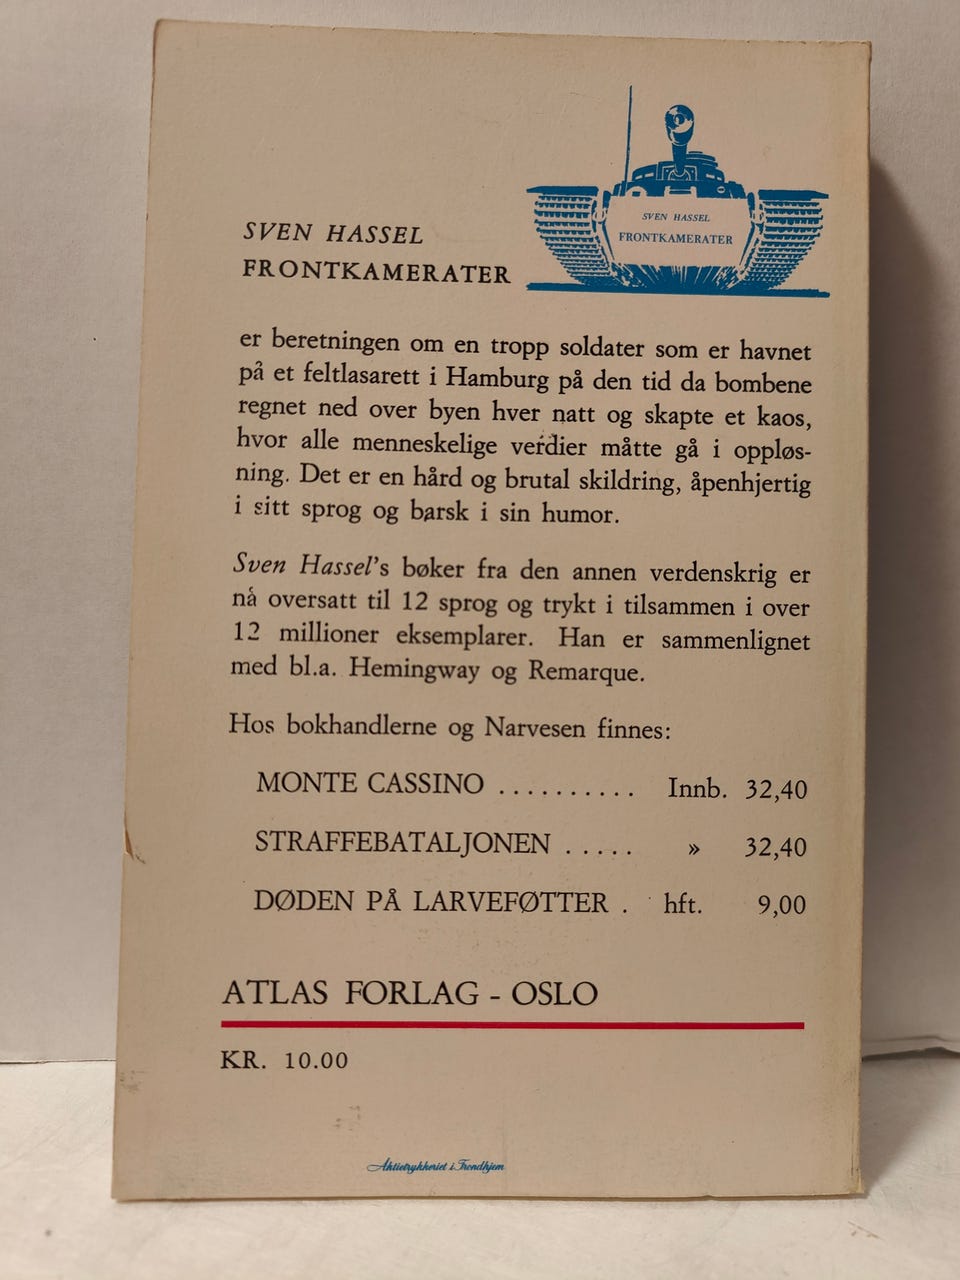 SVEN HASSEL
FRONTKAMERATER
SVEN HASSEL
FRONTKAMERATER
er beretningen om en tropp soldater som er havnet
på et feltlasarett i Hamburg på den tid da bombene
regnet ned over byen hver natt og skapte et kaos,
hvor alle menneskelige verdier måtte gå i oppløs-
ning. Det er en hård og brutal skildring, åpenhjertig
i sitt sprog og barsk i sin humor.
Sven Hassel's bøker fra den annen verdenskrig er
nå oversatt til 12 sprog og trykt i tilsammen i over
12 millioner eksemplarer. Han er sammenlignet
med bl.a. Hemingway og Remarque.
Hos bokhandlerne og Narvesen finnes:
MONTE CASSINO .......... Innb. 32,40
STRAFFEBATALJONEN ..... » 32,40
DØDEN PÅ LARVEFØTTER . hft. 9,00
ATLAS FORLAG - OSLO
KR. 10.00
Aktietrykkeriet i Trondhjem